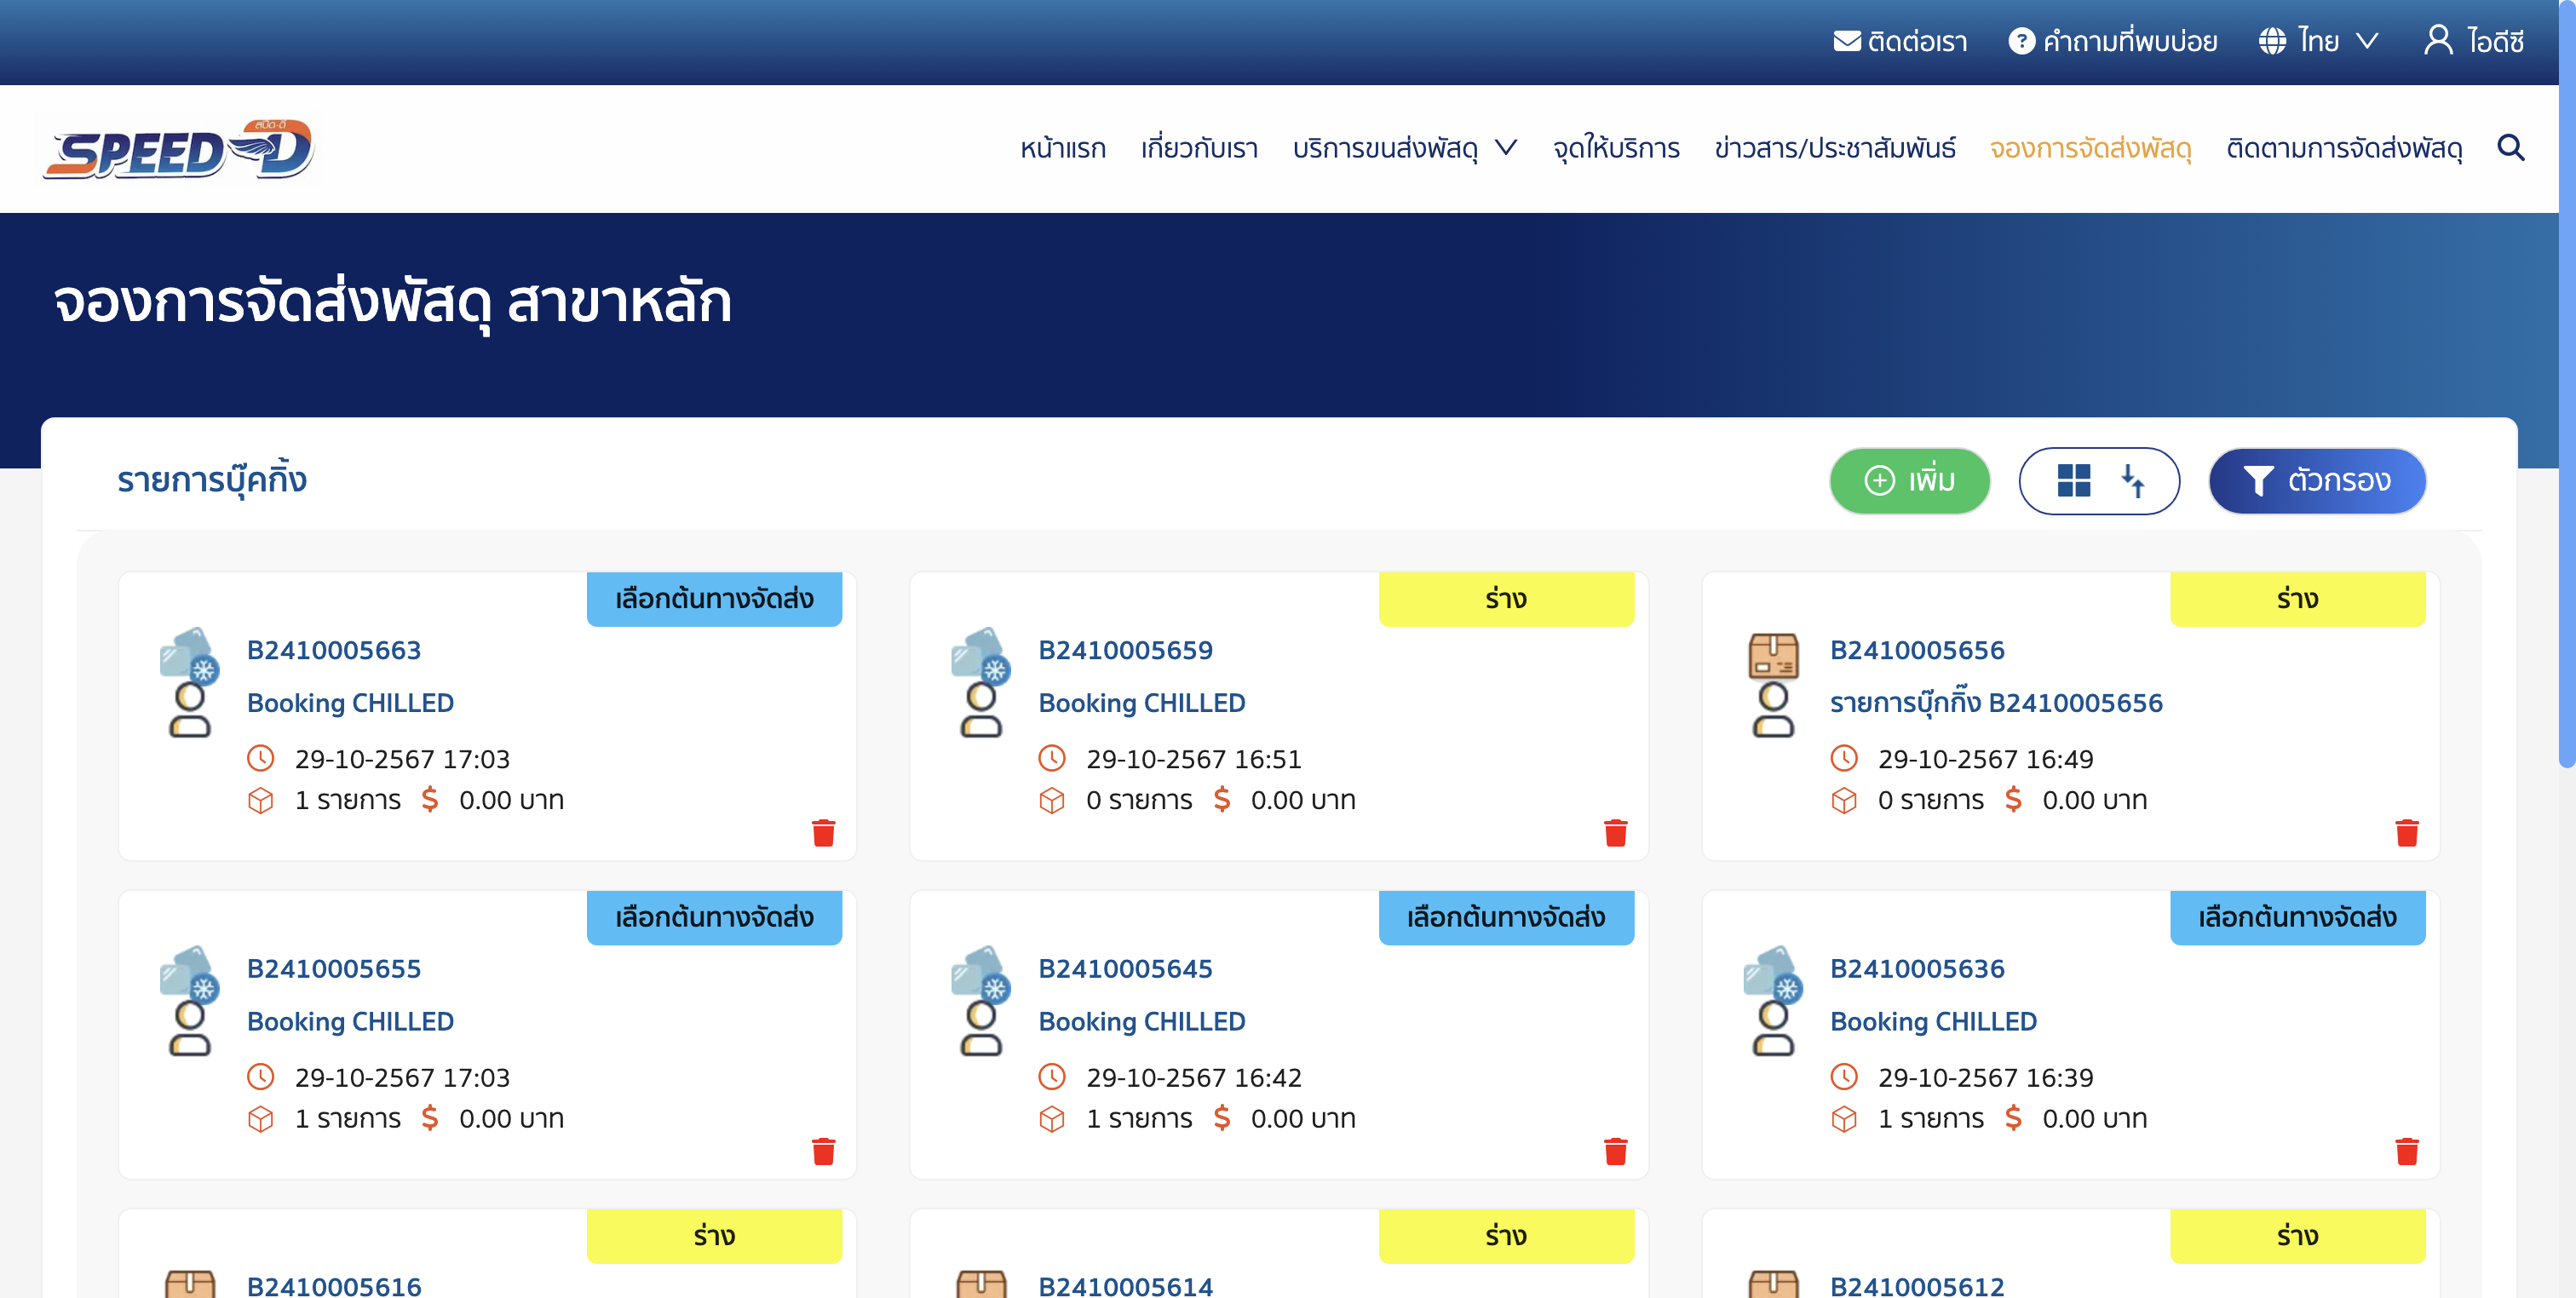 ติดต่อเรา คำถามที่พบบ่อย ไทย ไอดีซี
SPEED-D สปีด-ดี
หน้าแรก เกี่ยวกับเรา บริการขนส่งพัสดุ จุดให้บริการ ข่าวสาร/ประชาสัมพันธ์ จองการจัดส่งพัสดุ ติดตามการจัดส่งพัสดุ
จองการจัดส่งพัสดุ สาขาหลัก
รายการบุ๊คกิ้ง
เพิ่ม
ตัวกรอง
เลือกต้นทางจัดส่ง
B2410005663
Booking CHILLED
29-10-2567 17:03
1 รายการ $ 0.00 บาท
ร่าง
B2410005659
Booking CHILLED
29-10-2567 16:51
0 รายการ $ 0.00 บาท
ร่าง
B2410005656
รายการบุ๊กกิ๊ง B2410005656
29-10-2567 16:49
0 รายการ $ 0.00 บาท
เลือกต้นทางจัดส่ง
B2410005655
Booking CHILLED
29-10-2567 17:03
1 รายการ $ 0.00 บาท
เลือกต้นทางจัดส่ง
B2410005645
Booking CHILLED
29-10-2567 16:42
1 รายการ $ 0.00 บาท
เลือกต้นทางจัดส่ง
B2410005636
Booking CHILLED
29-10-2567 16:39
1 รายการ $ 0.00 บาท
ร่าง
B2410005616
ร่าง
B2410005614
ร่าง
B2410005612